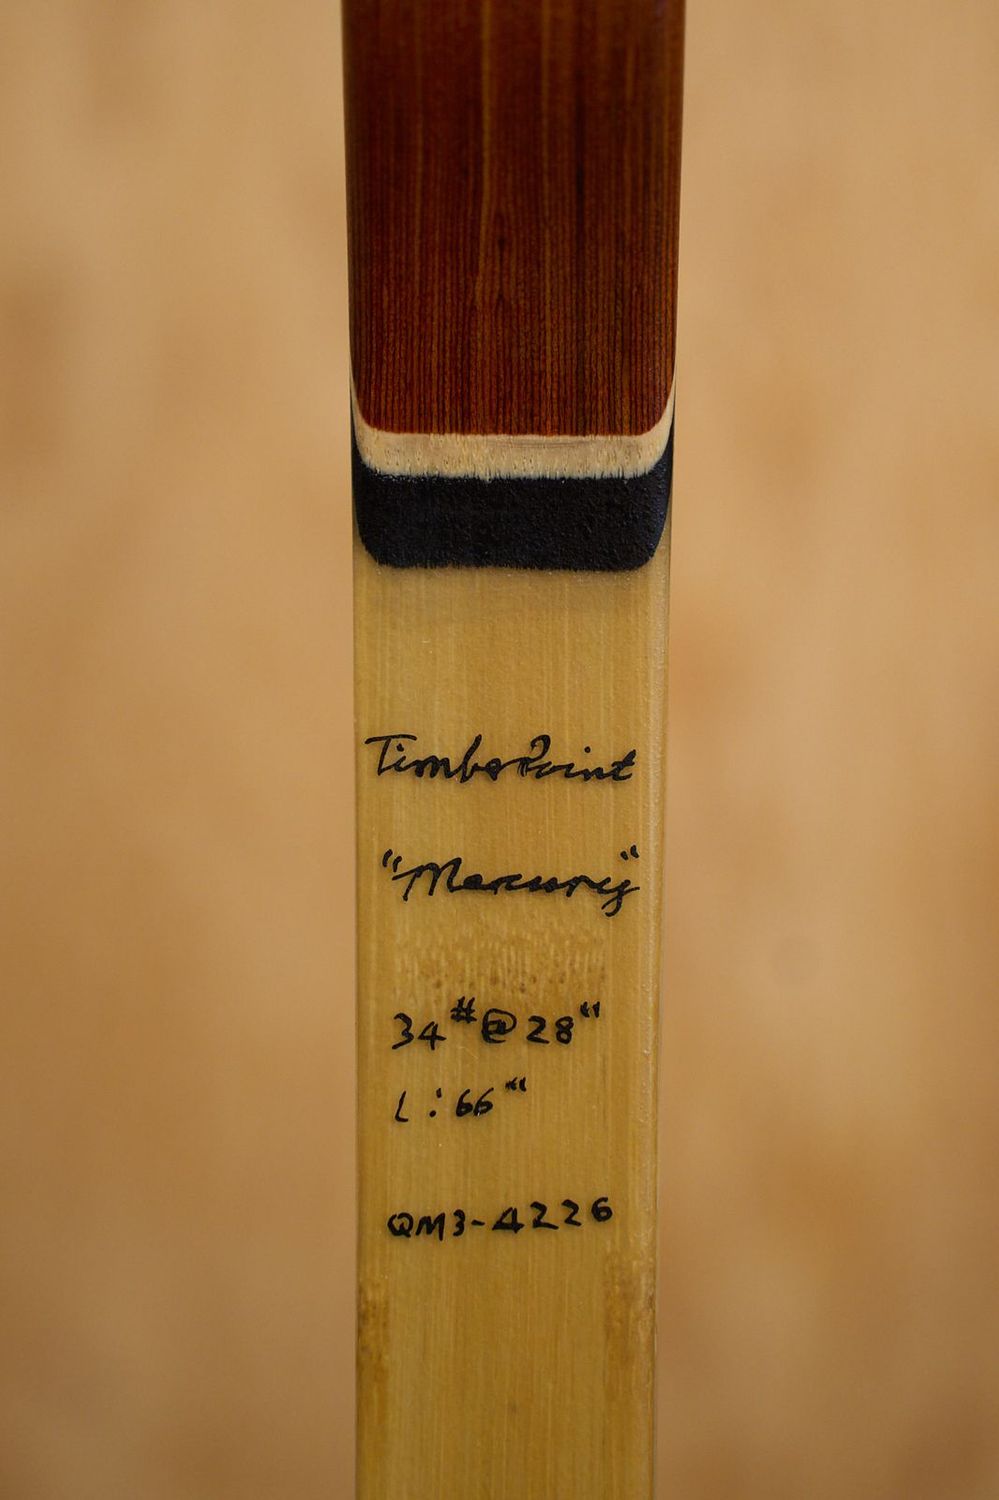 TimberPoint
"Mercury"
34#@28"
L:66"
QM3-4226